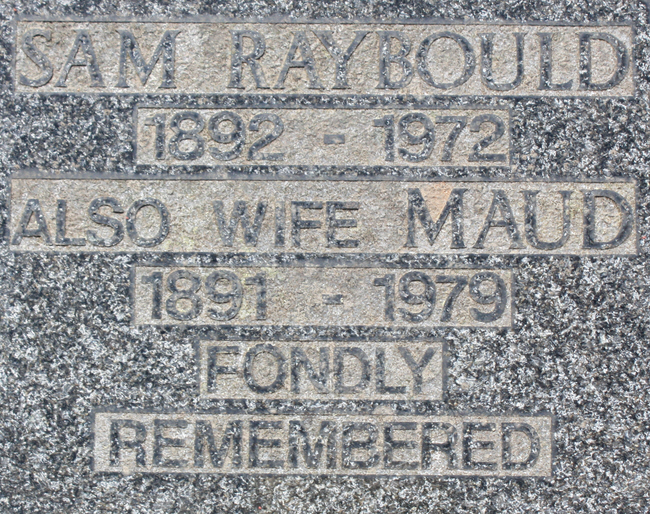 SAM RAYBOULD
1892 - 1972
ALSO WIFE MAUD
1891 - 1979
FONDLY
REMEMBERED